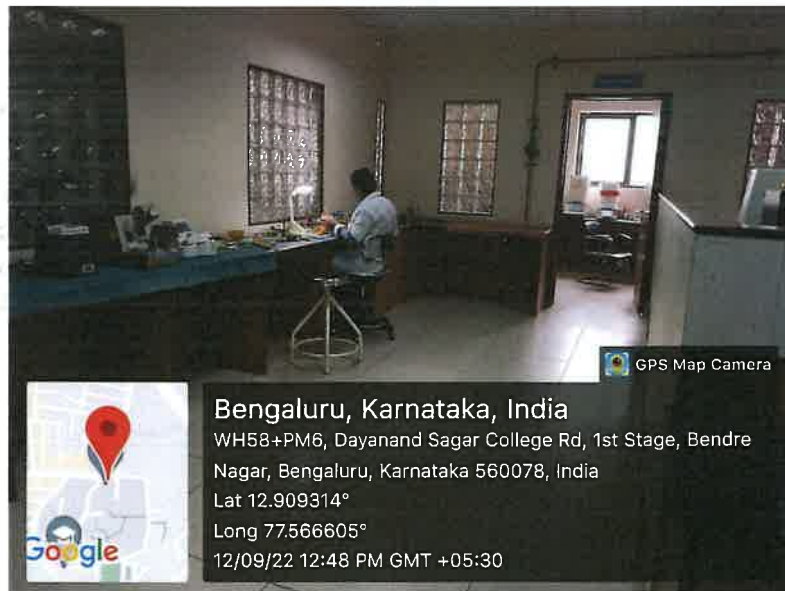 GPS Map Camera
Bengaluru, Karnataka, India
WH58+PM6, Dayanand Sagar College Rd, 1st Stage, Bendre
Nagar, Bengaluru, Karnataka 560078, India
Lat 12.909314°
Long 77.566605°
12/09/22 12:48 PM GMT +05:30
Google